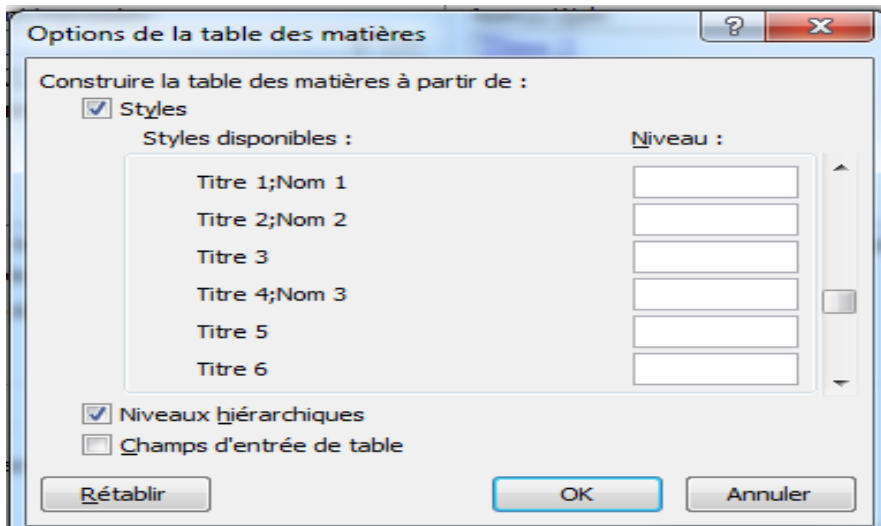 Options de la table des matières
Construire la table des matières à partir de :
Styles
Styles disponibles : Niveau :
Titre 1;Nom 1
Titre 2;Nom 2
Titre 3
Titre 4;Nom 3
Titre 5
Titre 6
Niveaux hiérarchiques
Champs d'entrée de table
Rétablir OK Annuler